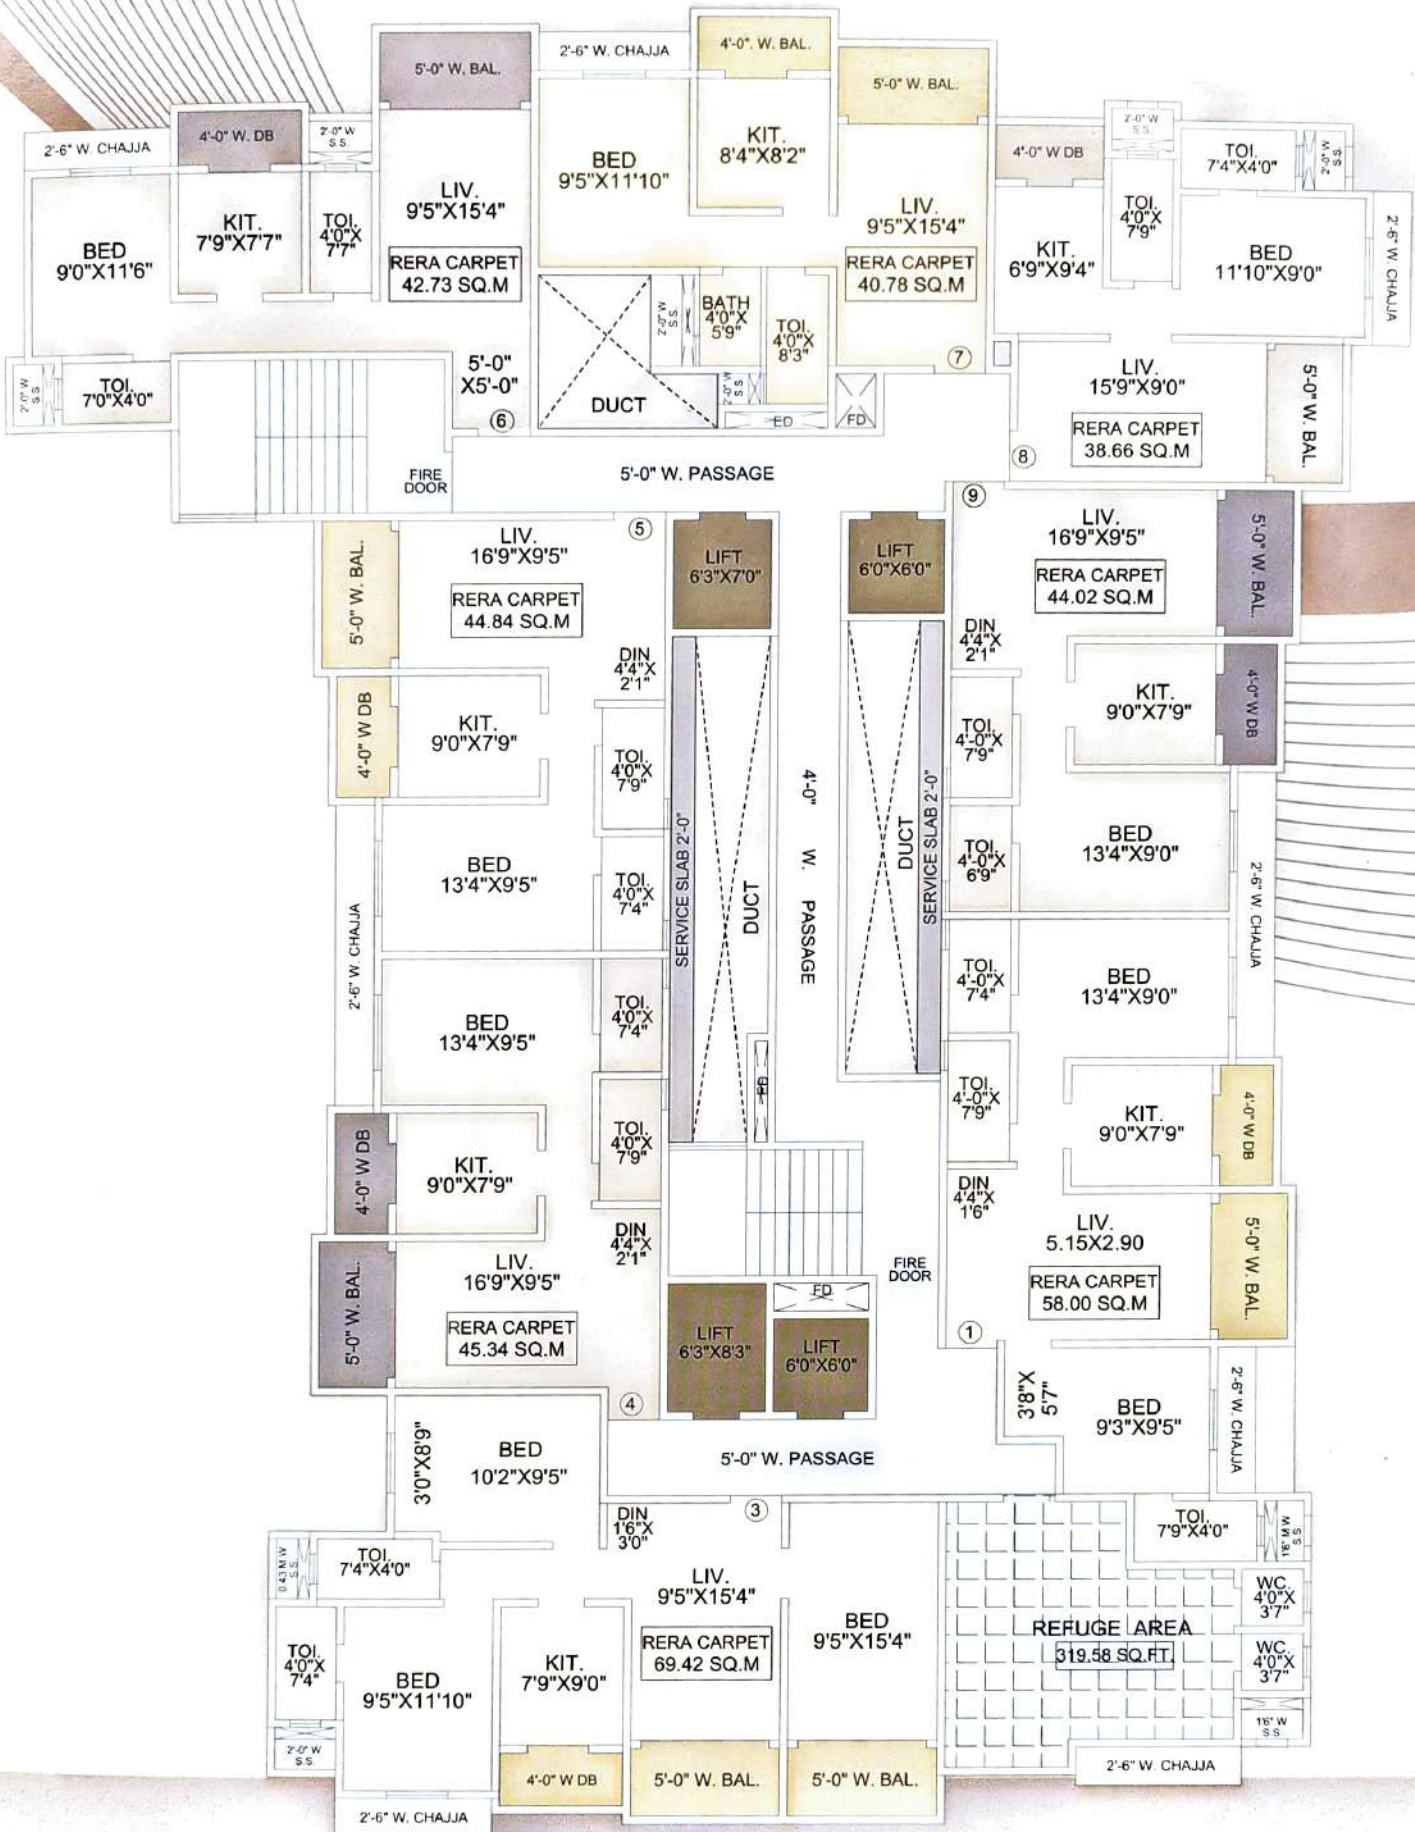 5'-0" W. BAL.
2'-6" W. CHAJJA
4'-0". W. BAL.
5'-0" W. BAL.
2'-6" W. CHAJJA
4'-0" W. DB
2'-0" W
S.S.
BED
9'0"X11'6"
KIT.
7'9"X7'7"
TOI.
4'0"X
7'7"
LIV.
9'5"X15'4"
RERA CARPET
42.73 SQ.M
TOI.
7'0"X4'0"
2'-0" W
S.S.
5'-0"
X5'-0"
6
BED
9'5"X11'10"
KIT.
8'4"X8'2"
LIV.
9'5"X15'4"
RERA CARPET
40.78 SQ.M
BATH
4'0"X
5'9"
TOI.
4'0"X
8'3"
2'-0" W
S.S.
2'-0" W
S.S.
7
DUCT
ED
FD
4'-0" W DB
2'-0" W
S.S.
TOI.
7'4"X4'0"
2'-0" W
S.S.
TOI.
4'0"X
7'9"
KIT.
6'9"X9'4"
BED
11'10"X9'0"
2'-6" W. CHAJJA
LIV.
15'9"X9'0"
RERA CARPET
38.66 SQ.M
5'-0" W. BAL.
8
FIRE
DOOR
5'-0" W. PASSAGE
5
LIV.
16'9"X9'5"
RERA CARPET
44.84 SQ.M
5'-0" W. BAL.
DIN
4'4"X
2'1"
4'-0" W DB
KIT.
9'0"X7'9"
TOI.
4'0"X
7'9"
BED
13'4"X9'5"
TOI.
4'0"X
7'4"
2'-6" W. CHAJJA
LIFT
6'3"X7'0"
LIFT
6'0"X6'0"
SERVICE SLAB 2'-0"
DUCT
4'-0" W. PASSAGE
DUCT
SERVICE SLAB 2'-0"
ED
9
LIV.
16'9"X9'5"
RERA CARPET
44.02 SQ.M
5'-0" W. BAL.
DIN
4'4"X
2'1"
KIT.
9'0"X7'9"
4'-0" W DB
TOI.
4'-0"X
7'9"
BED
13'4"X9'0"
TOI.
4'-0"X
6'9"
2'-6" W. CHAJJA
BED
13'4"X9'5"
TOI.
4'0"X
7'4"
TOI.
4'0"X
7'9"
4'-0" W DB
KIT.
9'0"X7'9"
DIN
4'4"X
2'1"
5'-0" W. BAL.
LIV.
16'9"X9'5"
RERA CARPET
45.34 SQ.M
4
TOI.
4'-0"X
7'4"
BED
13'4"X9'0"
TOI.
4'-0"X
7'9"
KIT.
9'0"X7'9"
4'-0" W DB
DIN
4'4"X
1'6"
LIV.
5.15X2.90
RERA CARPET
58.00 SQ.M
5'-0" W. BAL.
FIRE
DOOR
1
FD
LIFT
6'3"X8'3"
LIFT
6'0"X6'0"
3'8"X
5'7"
BED
9'3"X9'5"
2'-6" W. CHAJJA
5'-0" W. PASSAGE
3'0"X8'9"
BED
10'2"X9'5"
DIN
1'6"X
3'0"
3
TOI.
7'9"X4'0"
1'6" M W
S S
0.43 M W
S.S.
TOI.
7'4"X4'0"
LIV.
9'5"X15'4"
RERA CARPET
69.42 SQ.M
BED
9'5"X15'4"
TOI.
4'0"X
7'4"
BED
9'5"X11'10"
KIT.
7'9"X9'0"
REFUGE AREA
319.58 SQ.FT.
WC.
4'0"X
3'7"
WC.
4'0"X
3'7"
1'6" W
S.S.
2'-0" W
S.S.
4'-0" W DB
5'-0" W. BAL.
5'-0" W. BAL.
2'-6" W. CHAJJA
2'-6" W. CHAJJA